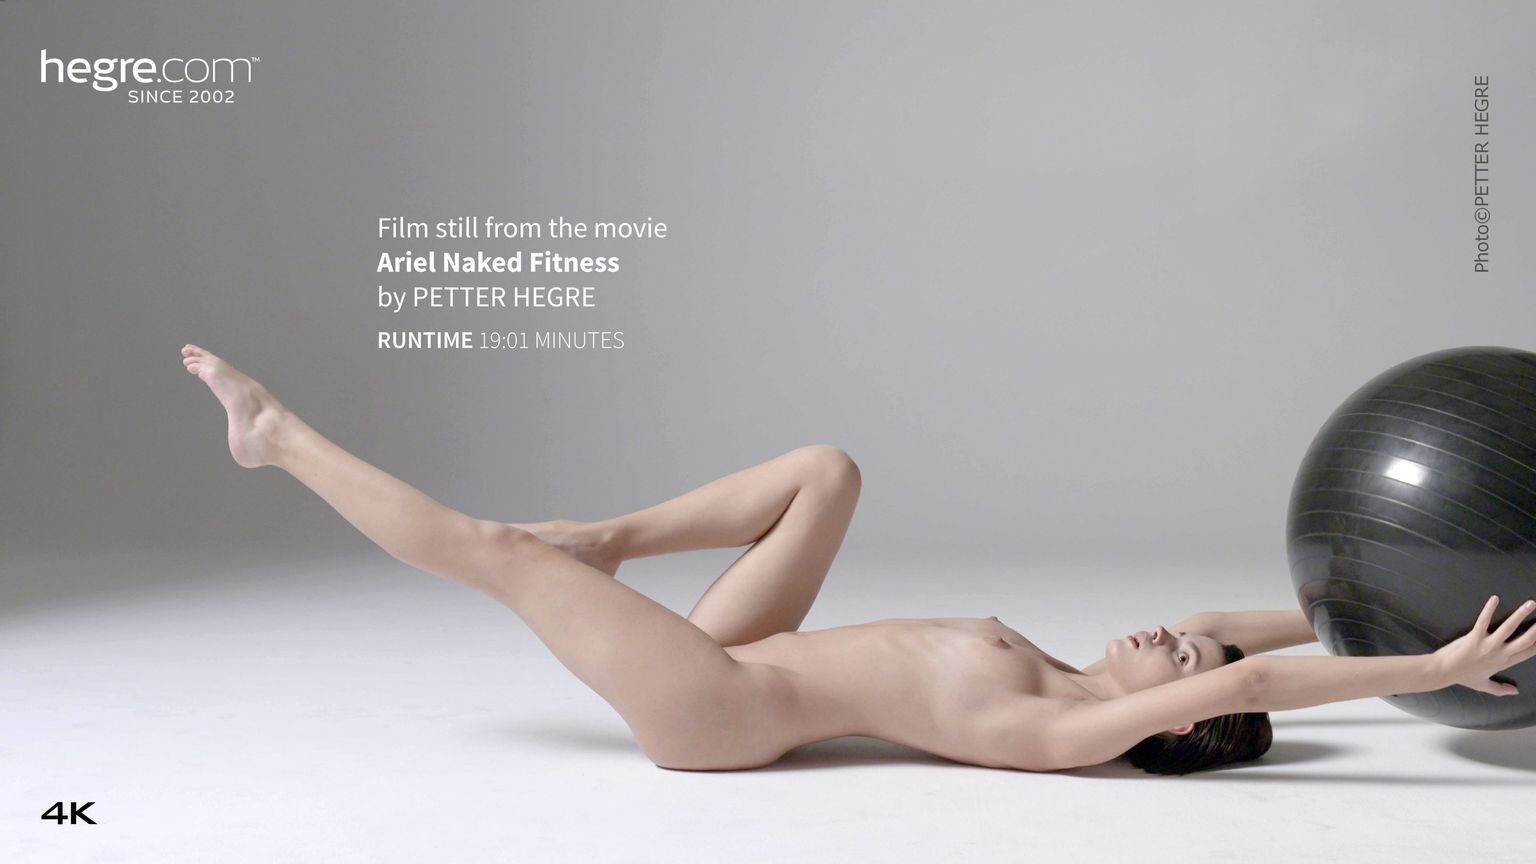 hegre.com™
SINCE 2002
Film still from the movie
Ariel Naked Fitness
by PETTER HEGRE
RUNTIME 19:01 MINUTES
Photo©PETTER HEGRE
4K